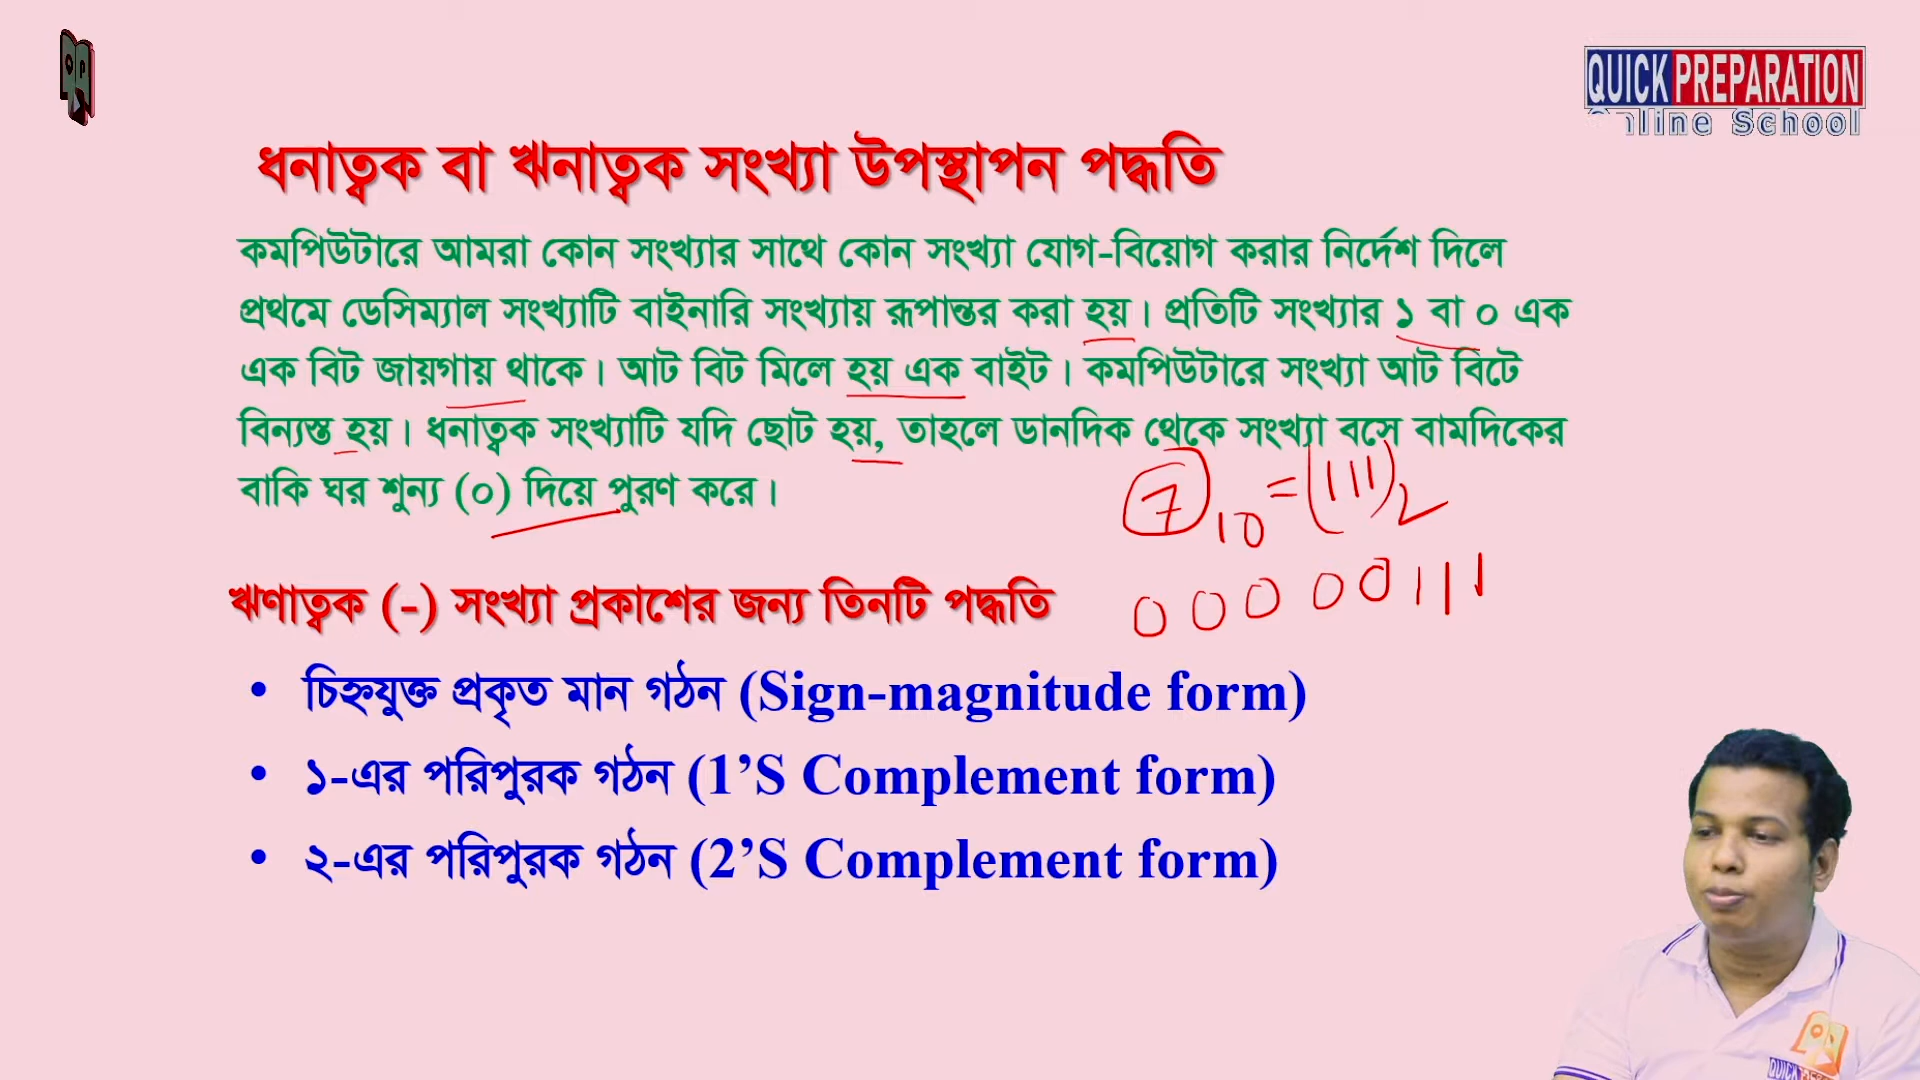 QUICK PREPARATION
Online School
ধনাত্বক বা ঋনাত্বক সংখ্যা উপস্থাপন পদ্ধতি
কমপিউটারে আমরা কোন সংখ্যার সাথে কোন সংখ্যা যোগ-বিয়োগ করার নির্দেশ দিলে
প্রথমে ডেসিম্যাল সংখ্যাটি বাইনারি সংখ্যায় রূপান্তর করা হয়। প্রতিটি সংখ্যার ১ বা ০ এক
এক বিট জায়গায় থাকে। আট বিট মিলে হয় এক বাইট। কমপিউটারে সংখ্যা আট বিটে
বিন্যস্ত হয়। ধনাত্বক সংখ্যাটি যদি ছোট হয়, তাহলে ডানদিক থেকে সংখ্যা বসে বামদিকের
বাকি ঘর শুন্য (০) দিয়ে পুরণ করে।
7 10 = (111)2
00000111
ঋণাত্বক (-) সংখ্যা প্রকাশের জন্য তিনটি পদ্ধতি
• চিহ্নযুক্ত প্রকৃত মান গঠন (Sign-magnitude form)
• ১-এর পরিপুরক গঠন (1’S Complement form)
• ২-এর পরিপুরক গঠন (2’S Complement form)